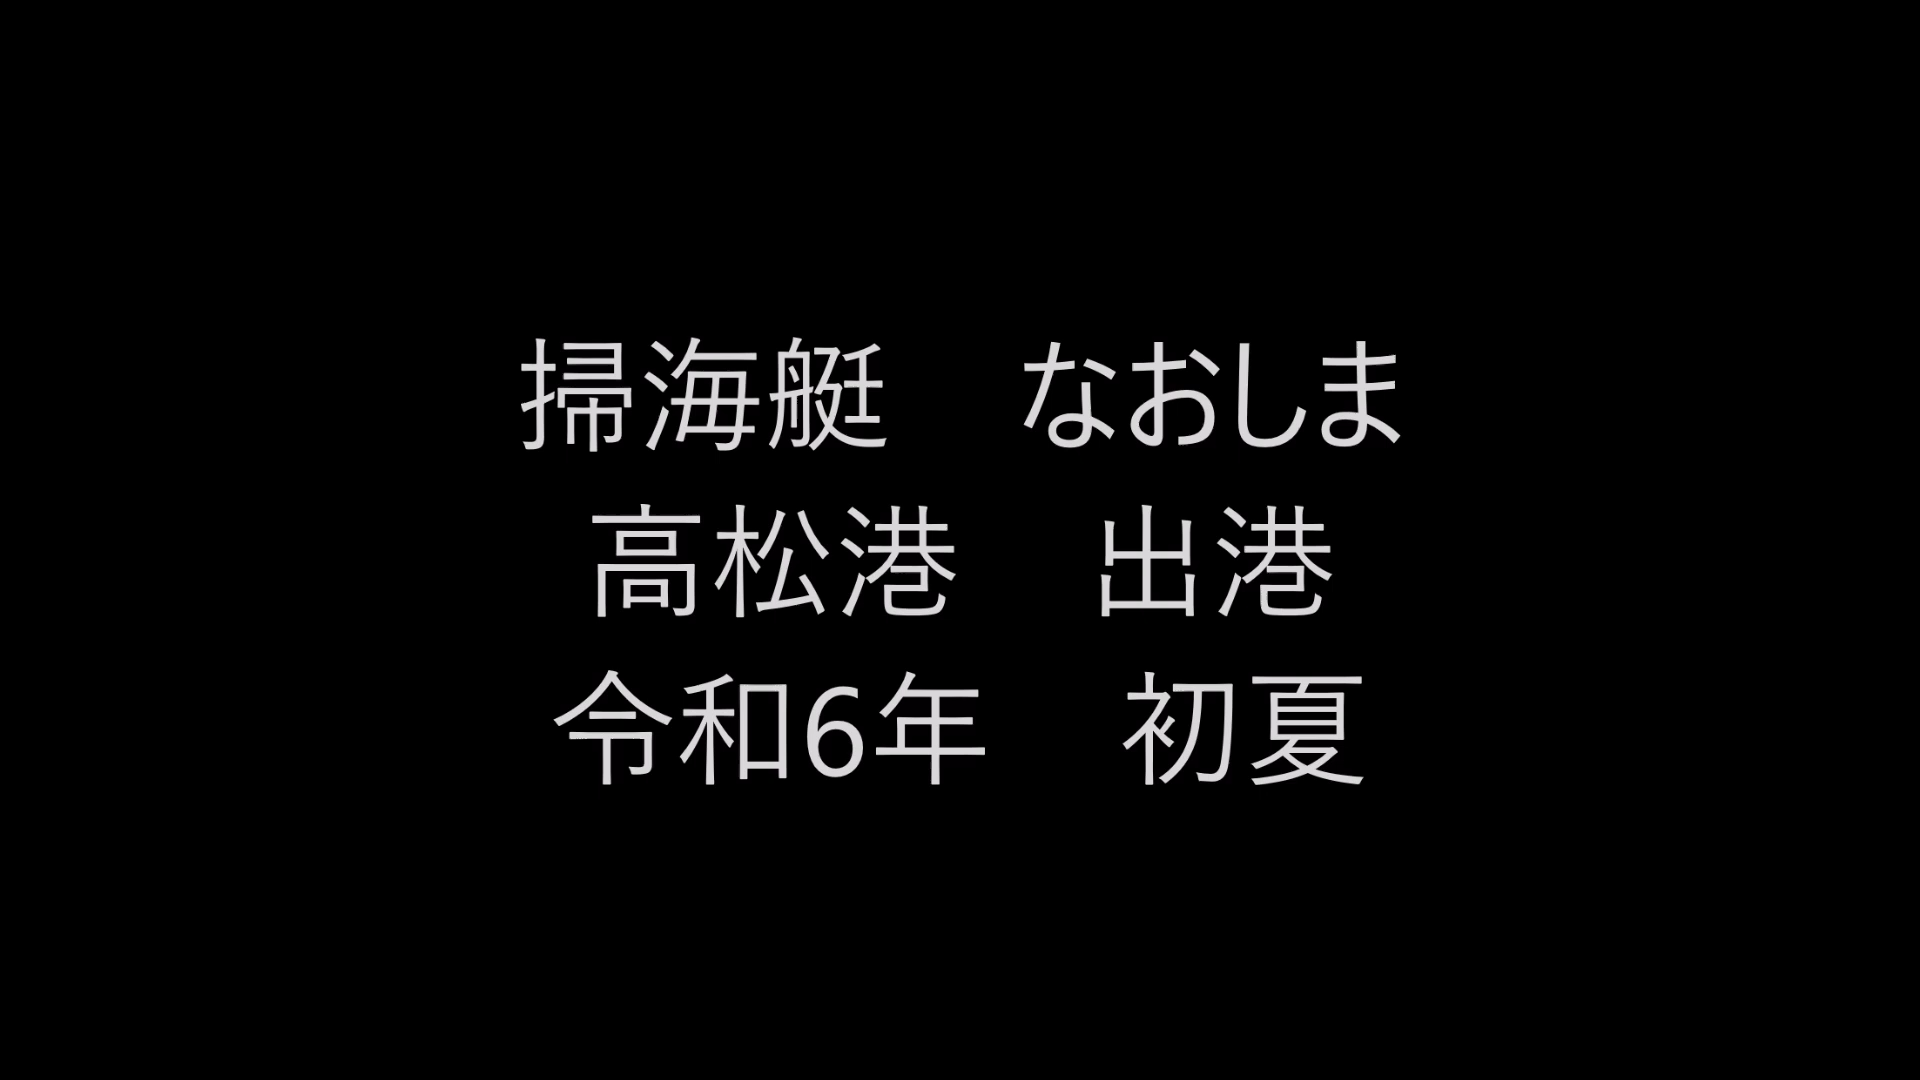 掃海艇　なおしま
高松港　出港
令和6年　初夏